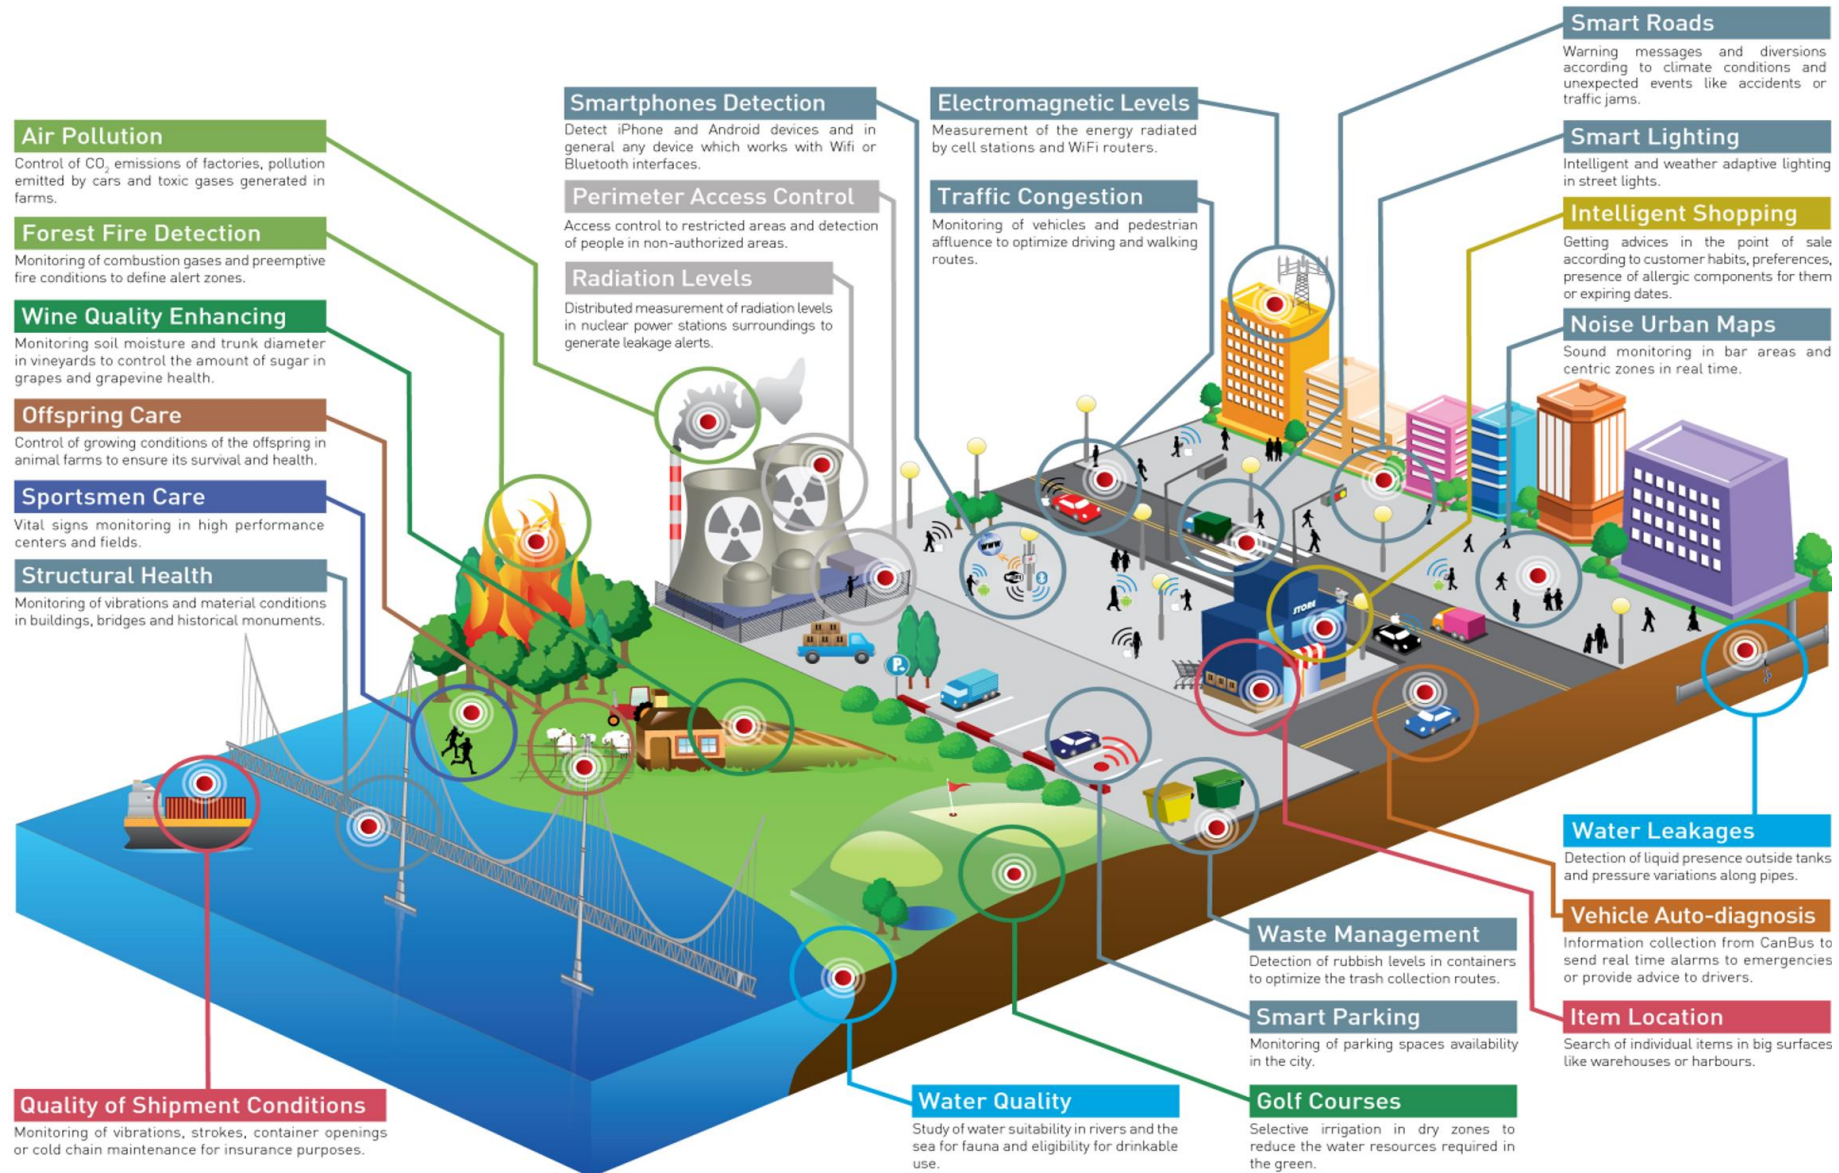 Air Pollution
Control of CO2 emissions of factories, pollution
emitted by cars and toxic gases generated in
farms.
Forest Fire Detection
Monitoring of combustion gases and preemptive
fire conditions to define alert zones.
Wine Quality Enhancing
Monitoring soil moisture and trunk diameter
in vineyards to control the amount of sugar in
grapes and grapevine health.
Offspring Care
Control of growing conditions of the offspring in
animal farms to ensure its survival and health.
Sportsmen Care
Vital signs monitoring in high performance
centers and fields.
Structural Health
Monitoring of vibrations and material conditions
in buildings, bridges and historical monuments.
Quality of Shipment Conditions
Monitoring of vibrations, strokes, container openings
or cold chain maintenance for insurance purposes.
Smartphones Detection
Detect iPhone and Android devices and in
general any device which works with Wifi or
Bluetooth interfaces.
Perimeter Access Control
Access control to restricted areas and detection
of people in non-authorized areas.
Radiation Levels
Distributed measurement of radiation levels
in nuclear power stations surroundings to
generate leakage alerts.
Electromagnetic Levels
Measurement of the energy radiated
by cell stations and WiFi routers.
Traffic Congestion
Monitoring of vehicles and pedestrian
affluence to optimize driving and walking
routes.
Smart Roads
Warning messages and diversions
according to climate conditions and
unexpected events like accidents or
traffic jams.
Smart Lighting
Intelligent and weather adaptive lighting
in street lights.
Intelligent Shopping
Getting advices in the point of sale
according to customer habits, preferences,
presence of allergic components for them
or expiring dates.
Noise Urban Maps
Sound monitoring in bar areas and
centric zones in real time.
www
WiFi
STORE
P
Water Leakages
Detection of liquid presence outside tanks
and pressure variations along pipes.
Vehicle Auto-diagnosis
Information collection from CanBus to
send real time alarms to emergencies
or provide advice to drivers.
Item Location
Search of individual items in big surfaces
like warehouses or harbours.
Waste Management
Detection of rubbish levels in containers
to optimize the trash collection routes.
Smart Parking
Monitoring of parking spaces availability
in the city.
Golf Courses
Selective irrigation in dry zones to
reduce the water resources required in
the green.
Water Quality
Study of water suitability in rivers and the
sea for fauna and eligibility for drinkable
use.